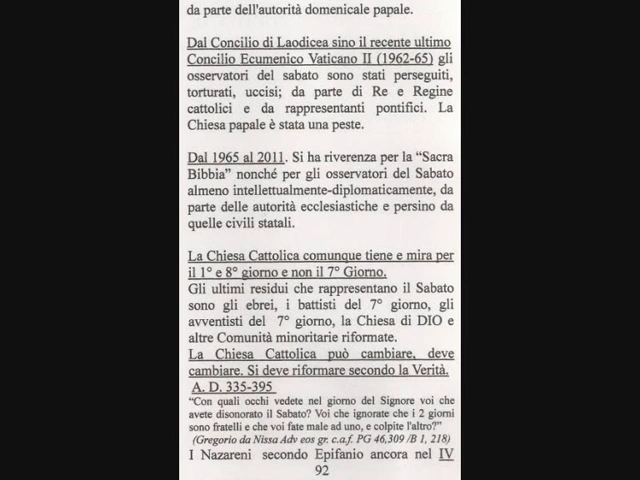 da parte dell'autorità domenicale papale.
Dal Concilio di Laodicea sino il recente ultimo
Concilio Ecumenico Vaticano II (1962-65) gli
osservatori del sabato sono stati perseguiti,
torturati, uccisi; da parte di Re e Regine
cattolici e da rappresentanti pontifici. La
Chiesa papale è stata una peste.
Dal 1965 al 2011. Si ha riverenza per la “Sacra
Bibbia” nonché per gli osservatori del Sabato
almeno intellettualmente-diplomaticamente, da
parte delle autorità ecclesiastiche e persino da
quelle civili statali.
La Chiesa Cattolica comunque tiene e mira per
il 1° e 8° giorno e non il 7° Giorno.
Gli ultimi residui che rappresentano il Sabato
sono gli ebrei, i battisti del 7° giorno, gli
avventisti del 7° giorno, la Chiesa di DIO e
altre Comunità minoritarie riformate.
La Chiesa Cattolica può cambiare, deve
cambiare. Si deve riformare secondo la Verità.
A. D. 335-395
“Con quali occhi vedete nel giorno del Signore voi che
avete disonorato il Sabato? Voi che ignorate che i 2 giorni
sono fratelli e che voi fate male ad uno, e colpite l'altro?”
(Gregorio da Nissa Adv eos gr. c.a.f. PG 46,309 /B 1, 218)
I Nazareni secondo Epifanio ancora nel IV
92